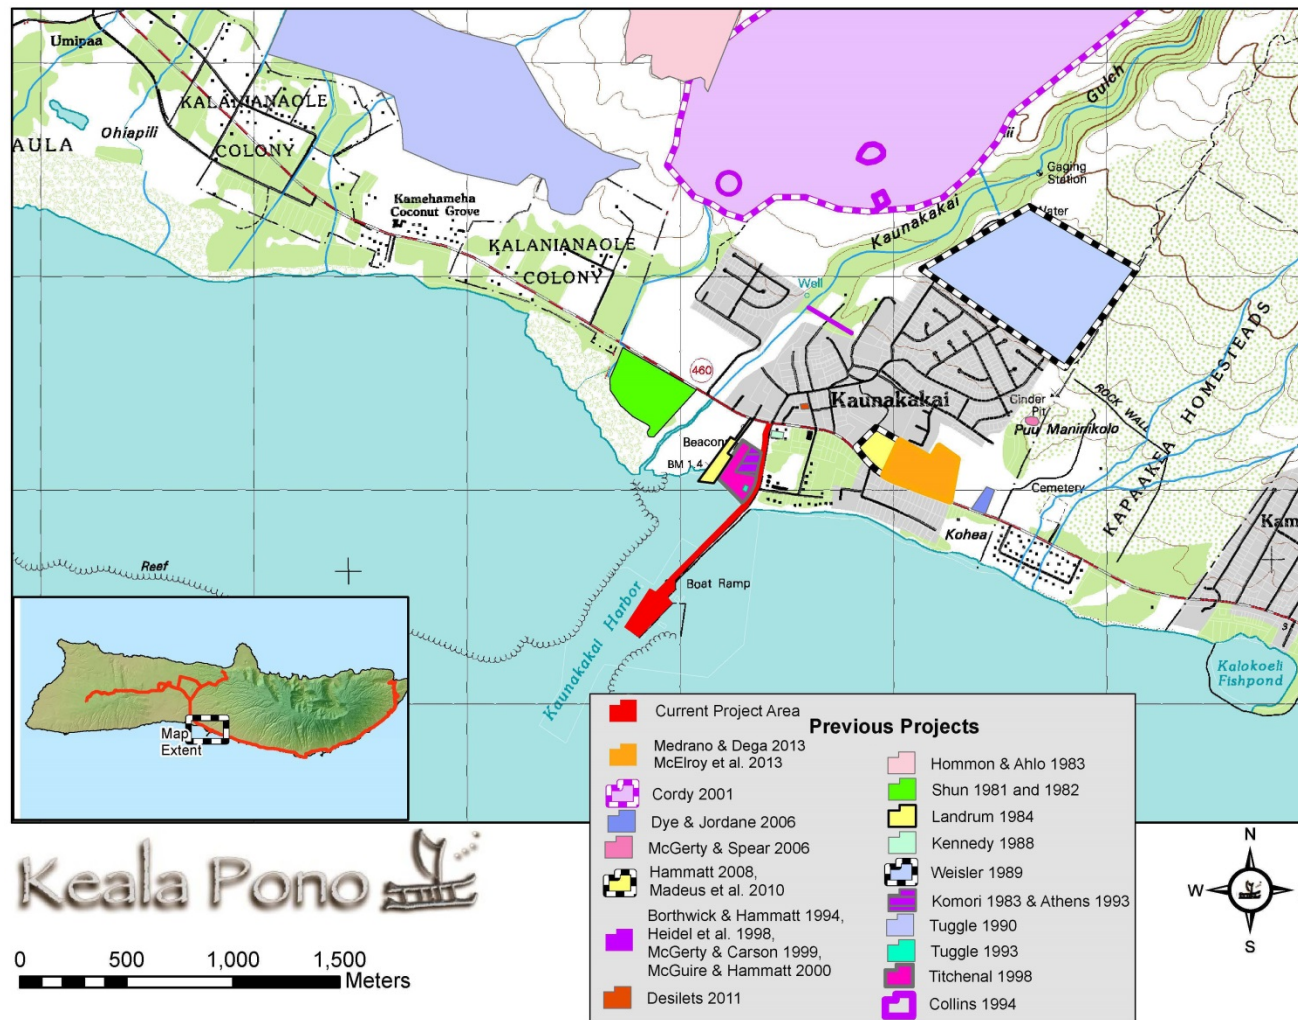 Umipaa
KALANIANAOLE
COLONY
Ohiapili
AULA
Kamehameha
Coconut Grove
KALANIANAOLE
COLONY
Gulch
ii
Gaging
Station
Kaunakakai
Water
Well
460
Kaunakakai
Cinder
Pit
Puu Maninikolo
ROCK WALL
KAPAAKEA HOMESTEADS
Beacon
BM 14
Cemetery
Kohea
Kam
3
Reef
Boat Ramp
Kaunakakai Harbor
Kalokoeli
Fishpond
Map
Extent
Keala Pono
0 500 1,000 1,500
Meters
Current Project Area
Previous Projects
Medrano & Dega 2013
McElroy et al. 2013
Cordy 2001
Dye & Jordane 2006
McGerty & Spear 2006
Hammatt 2008,
Madeus et al. 2010
Borthwick & Hammatt 1994,
Heidel et al. 1998,
McGerty & Carson 1999,
McGuire & Hammatt 2000
Desilets 2011
Hommon & Ahlo 1983
Shun 1981 and 1982
Landrum 1984
Kennedy 1988
Weisler 1989
Komori 1983 & Athens 1993
Tuggle 1990
Tuggle 1993
Titchenal 1998
Collins 1994
N
W
S